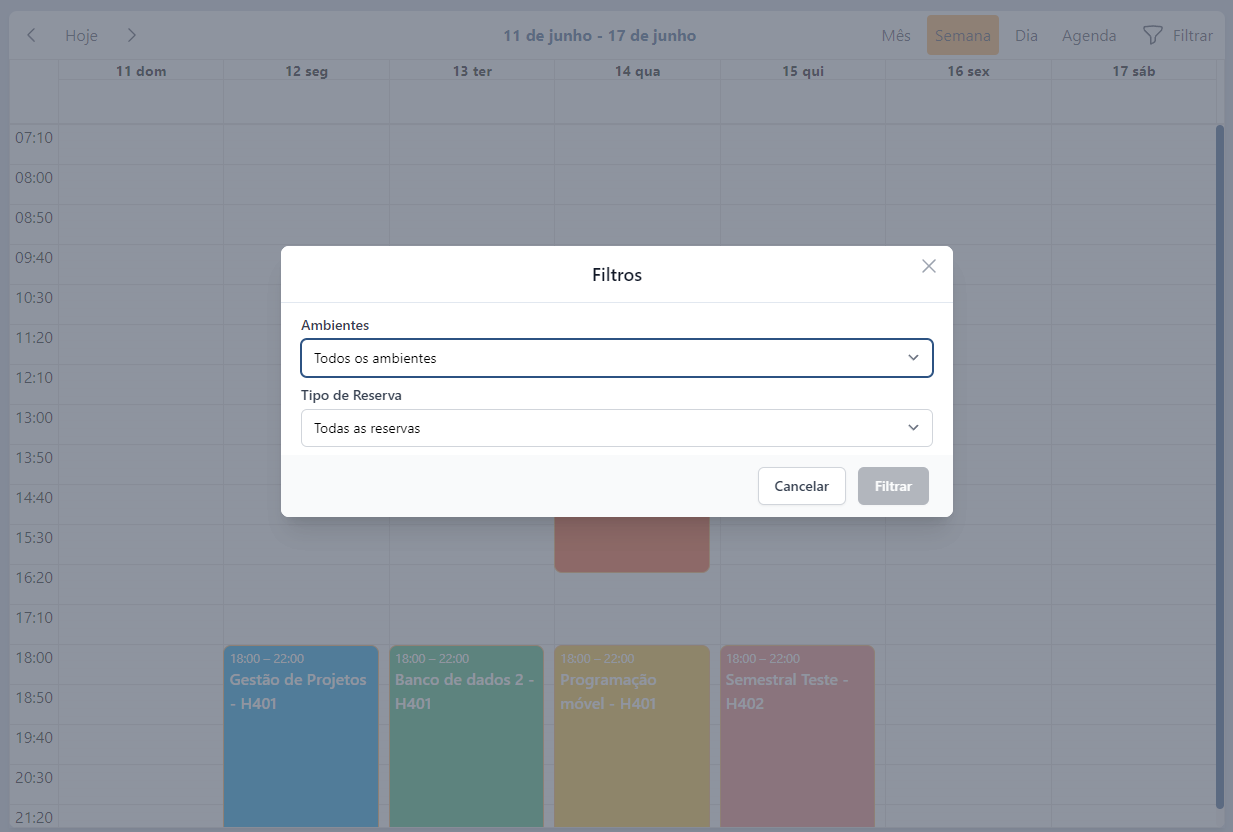 Hoje
11 de junho - 17 de junho
Mês Semana Dia Agenda Filtrar
11 dom 12 seg 13 ter 14 qua 15 qui 16 sex 17 sáb
07:10
08:00
08:50
09:40
10:30
11:20
12:10
13:00
13:50
14:40
15:30
16:20
17:10
18:00
18:50
19:40
20:30
21:20
Filtros
Ambientes
Todos os ambientes
Tipo de Reserva
Todas as reservas
Cancelar Filtrar
18:00 – 22:00
Gestão de Projetos
- H401
18:00 – 22:00
Banco de dados 2 -
H401
18:00 – 22:00
Programação
móvel - H401
18:00 – 22:00
Semestral Teste -
H402